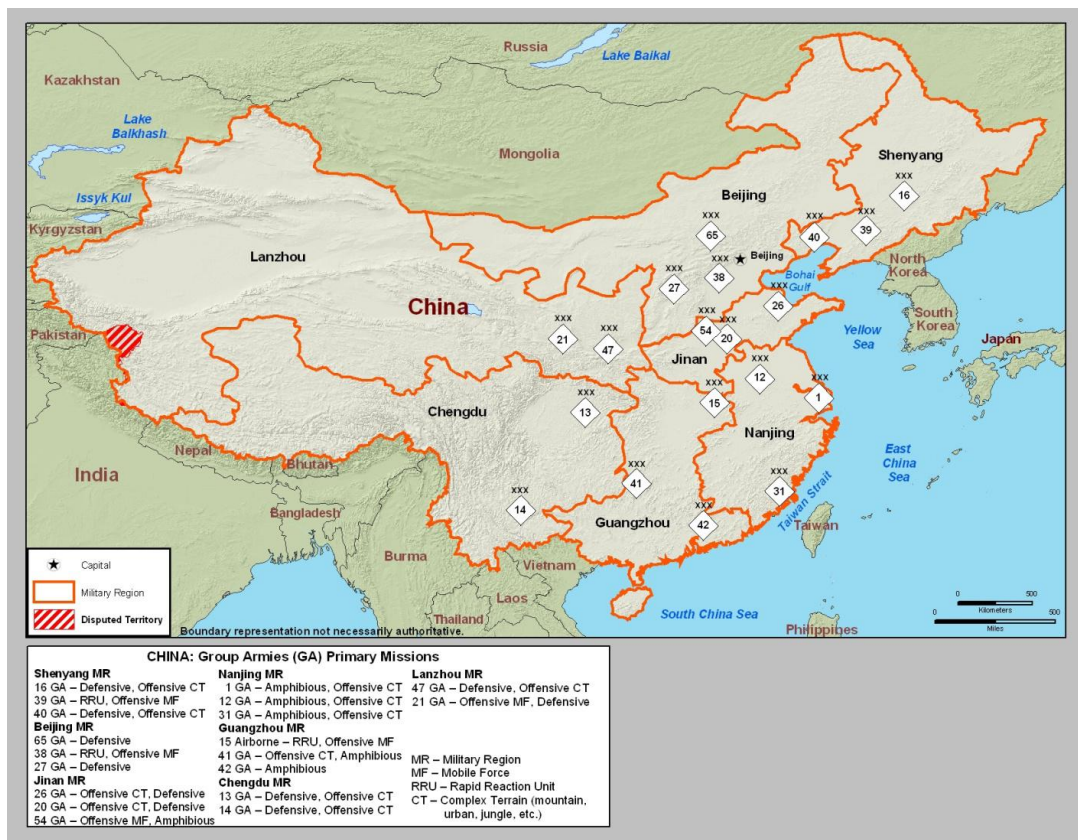 Russia
Lake Baikal
Kazakhstan
Lake
Balkhash
Mongolia
Shenyang
xxx
16
Issyk Kul
Beijing
Kyrgyzstan
xxx
65
xxx
40
xxx
39
Lanzhou
Beijing
xxx
38
xxx
27
Bohai
Gulf
North
Korea
xxx
26
China
South
Korea
Pakistan
xxx
21
xxx
47
xxx
54
xxx
20
Yellow
Sea
Japan
Jinan
xxx
12
xxx
1
xxx
15
Chengdu
xxx
13
Nanjing
Nepal
Bhutan
East
China
Sea
India
xxx
41
xxx
31
Taiwan Strait
xxx
14
Bangladesh
Guangzhou
xxx
42
Taiwan
Burma
Vietnam
Laos
Thailand
South China Sea
Philippines
Capital
Military Region
Disputed Territory
Boundary representation not necessarily authoritative.
0 500
Kilometers
0 500
Miles
CHINA: Group Armies (GA) Primary Missions
Shenyang MR
16 GA – Defensive, Offensive CT
39 GA – RRU, Offensive MF
40 GA – Defensive, Offensive CT
Beijing MR
65 GA – Defensive
38 GA – RRU, Offensive MF
27 GA – Defensive
Jinan MR
26 GA – Offensive CT, Defensive
20 GA – Offensive CT, Defensive
54 GA – Offensive MF, Amphibious
Nanjing MR
1 GA – Amphibious, Offensive CT
12 GA – Amphibious, Offensive CT
31 GA – Amphibious, Offensive CT
Guangzhou MR
15 Airborne – RRU, Offensive MF
41 GA – Offensive CT, Amphibious
42 GA – Amphibious
Chengdu MR
13 GA – Defensive, Offensive CT
14 GA – Defensive, Offensive CT
Lanzhou MR
47 GA – Defensive, Offensive CT
21 GA – Offensive MF, Defensive
MR – Military Region
MF – Mobile Force
RRU – Rapid Reaction Unit
CT – Complex Terrain (mountain,
urban, jungle, etc.)